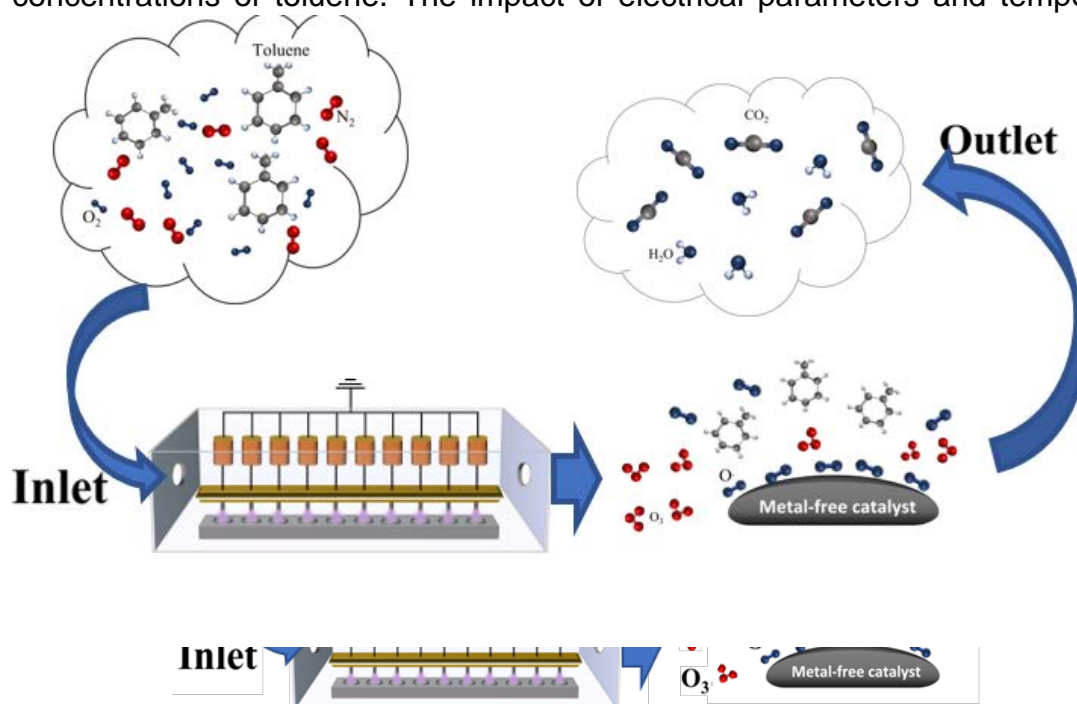 concentrations of toluene. The impact of electrical parameters and tempe
Toluene
N₂
O₂
CO₂
Outlet
H₂O
Inlet
O·
Metal-free catalyst
O₃
Inlet
Metal-free catalyst
O₃